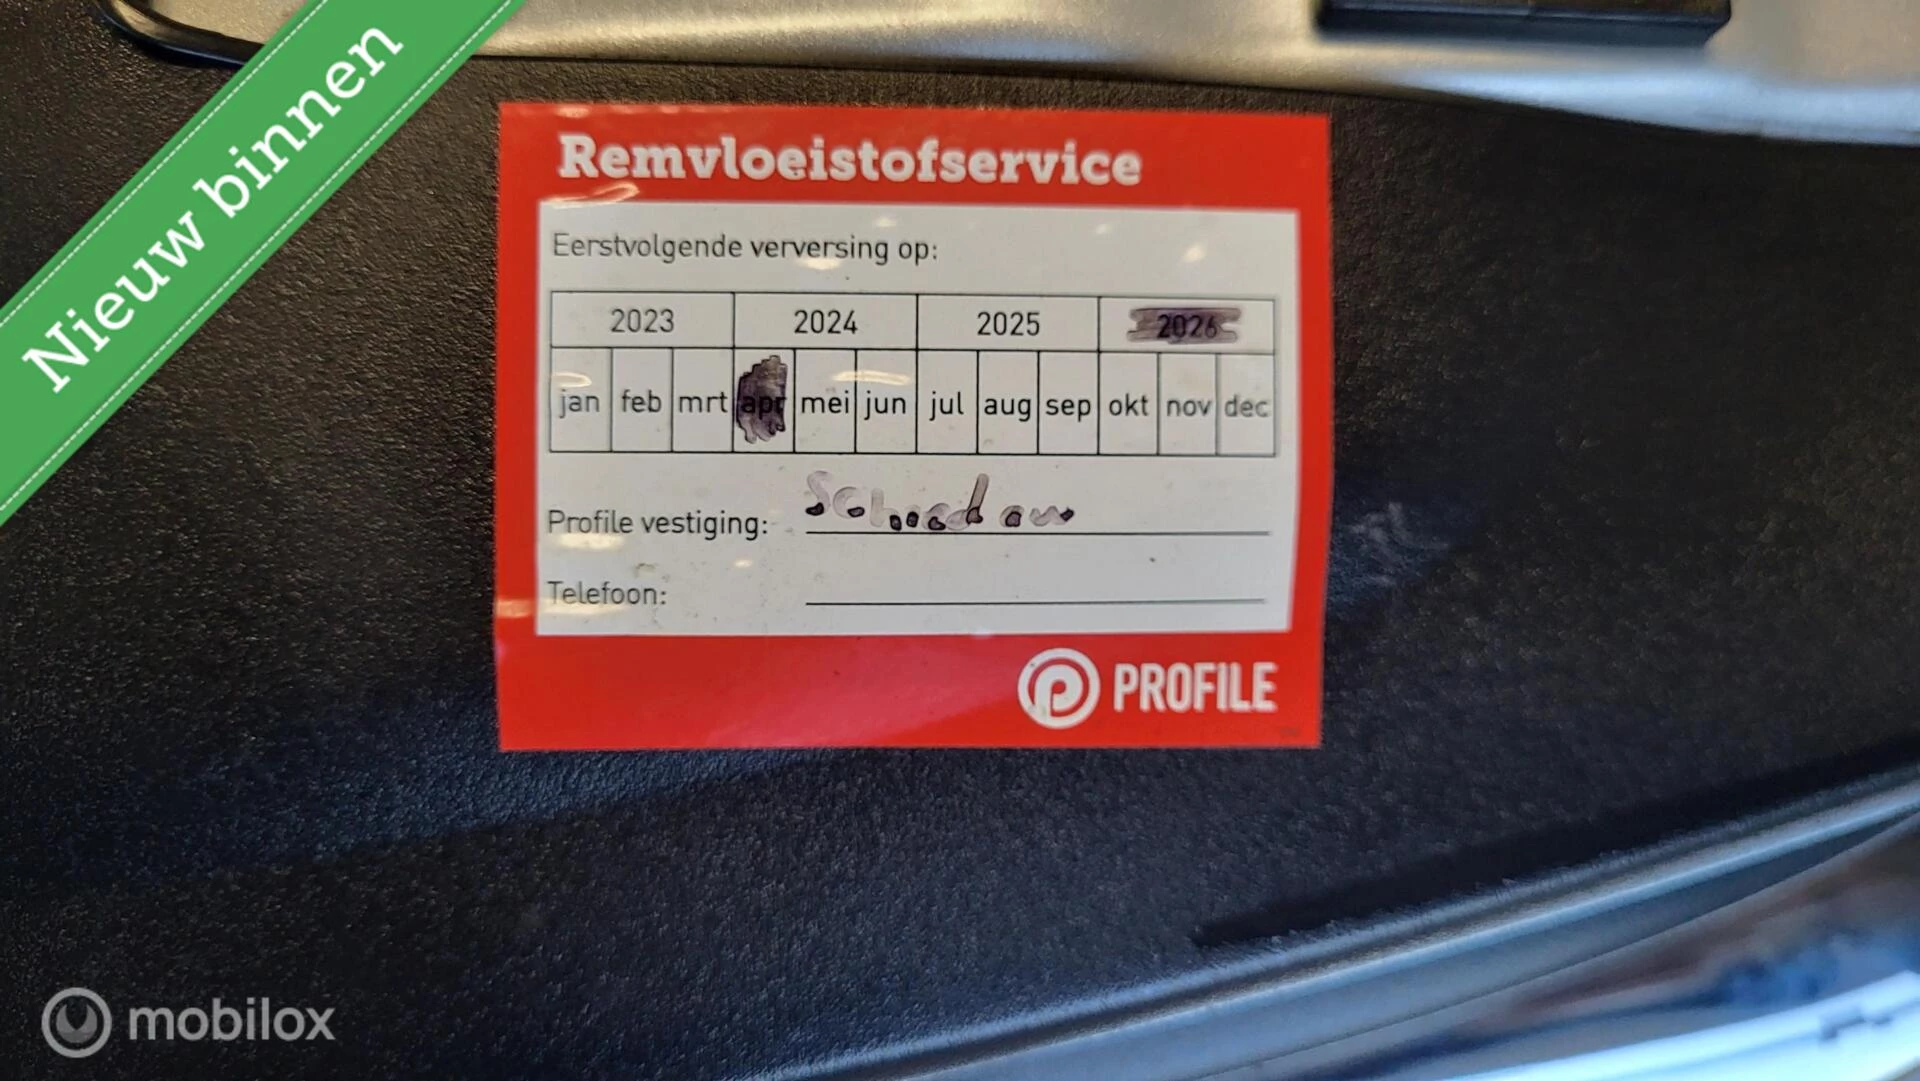 Nieuw binnen
Remvloeistofservice
Eerstvolgende verversing op:
2023 2024 2025 2026
jan feb mrt apr mei jun jul aug sep okt nov dec
Profile vestiging: Schiedam
Telefoon:
PROFILE
mobilox